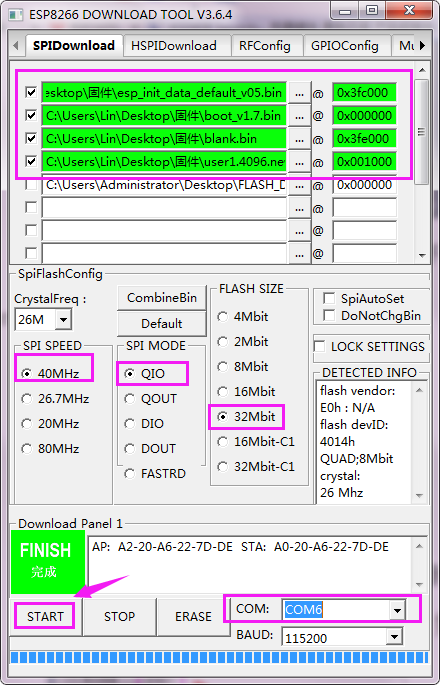 ESP8266 DOWNLOAD TOOL V3.6.4
SPIDownload HSPIDownload RFConfig GPIOConfig Mu
esktop\固件\esp_init_data_default_v05.bin ... @ 0x3fc000
C:\Users\Lin\Desktop\固件\boot_v1.7.bin ... @ 0x000000
C:\Users\Lin\Desktop\固件\blank.bin ... @ 0x3fe000
C:\Users\Lin\Desktop\固件\user1.4096.ne ... @ 0x001000
C:\Users\Administrator\Desktop\FLASH_D ... @ 0x000000
... @
... @
... @
SpiFlashConfig
CrystalFreq :
26M
CombineBin
Default
SPI SPEED
40MHz
26.7MHz
20MHz
80MHz
SPI MODE
QIO
QOUT
DIO
DOUT
FASTRD
FLASH SIZE
4Mbit
2Mbit
8Mbit
16Mbit
32Mbit
16Mbit-C1
32Mbit-C1
SpiAutoSet
DoNotChgBin
LOCK SETTINGS
DETECTED INFO
flash vendor:
E0h : N/A
flash devID:
4014h
QUAD;8Mbit
crystal:
26 Mhz
Download Panel 1
FINISH
完成
AP: A2-20-A6-22-7D-DE STA: A0-20-A6-22-7D-DE
START STOP ERASE
COM: COM6
BAUD: 115200